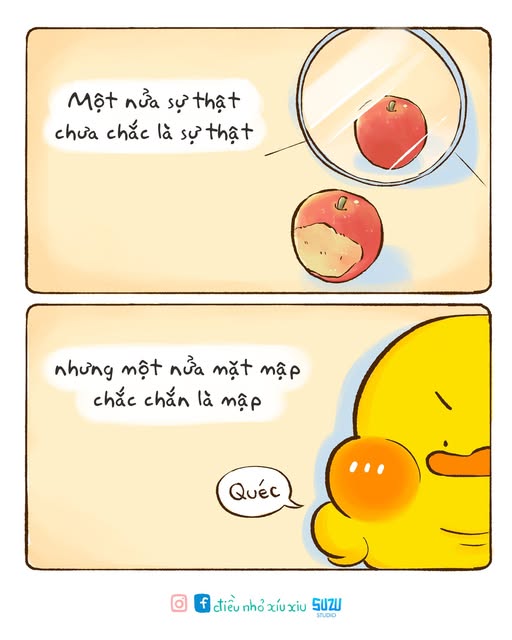 Một nửa sự thật
chưa chắc là sự thật
nhưng một nửa mặt mập
chắc chắn là mập
Quéc
điều nhỏ xíu xiu SUZU
STUDIO